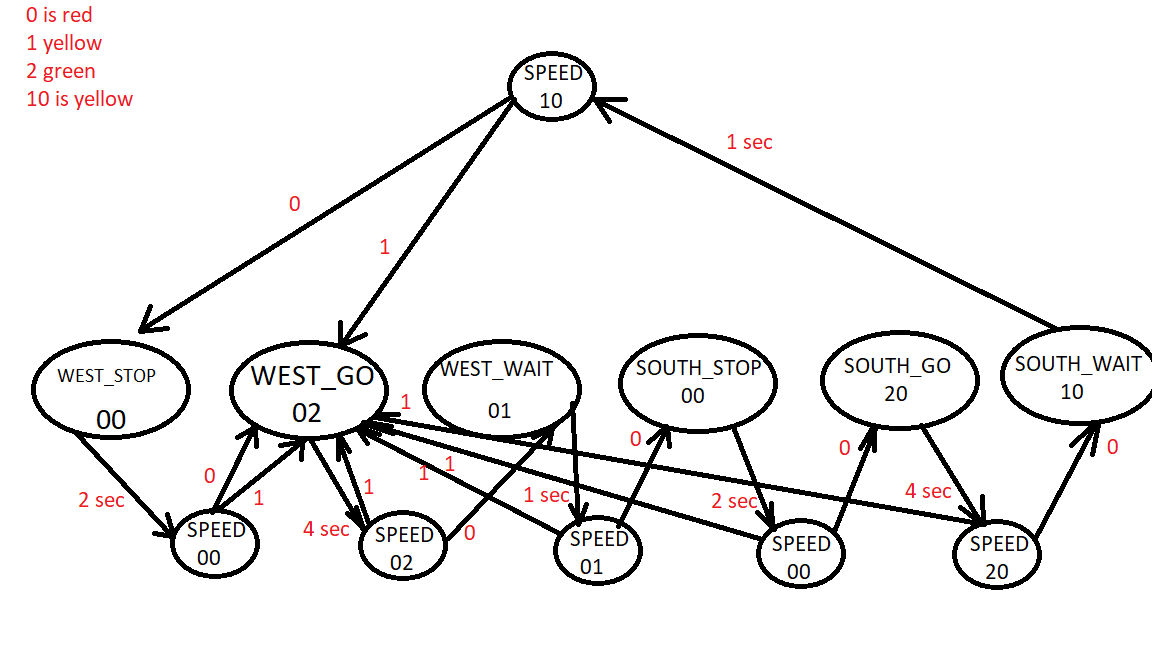 0 is red
1 yellow
2 green
10 is yellow
SPEED
10
1 sec
0
1
WEST_STOP
00
WEST_GO
02
WEST_WAIT
01
SOUTH_STOP
00
SOUTH_GO
20
SOUTH_WAIT
10
1
0
1
1
0
0
0
2 sec
1
1
4 sec
0
1 sec
2 sec
4 sec
SPEED
00
SPEED
02
SPEED
01
SPEED
00
SPEED
20